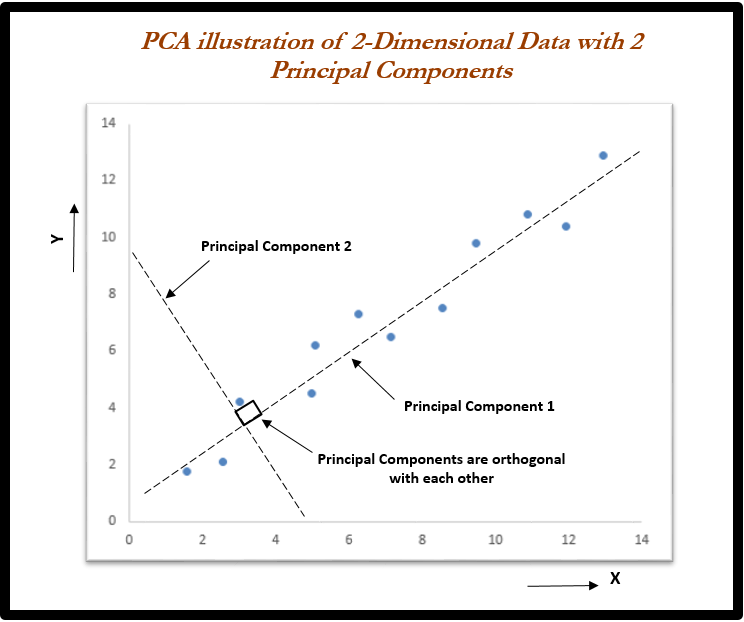 PCA illustration of 2-Dimensional Data with 2
Principal Components
14
12
10
8
6
4
2
0
Y
Principal Component 2
Principal Component 1
Principal Components are orthogonal
with each other
0 2 4 6 8 10 12 14
X